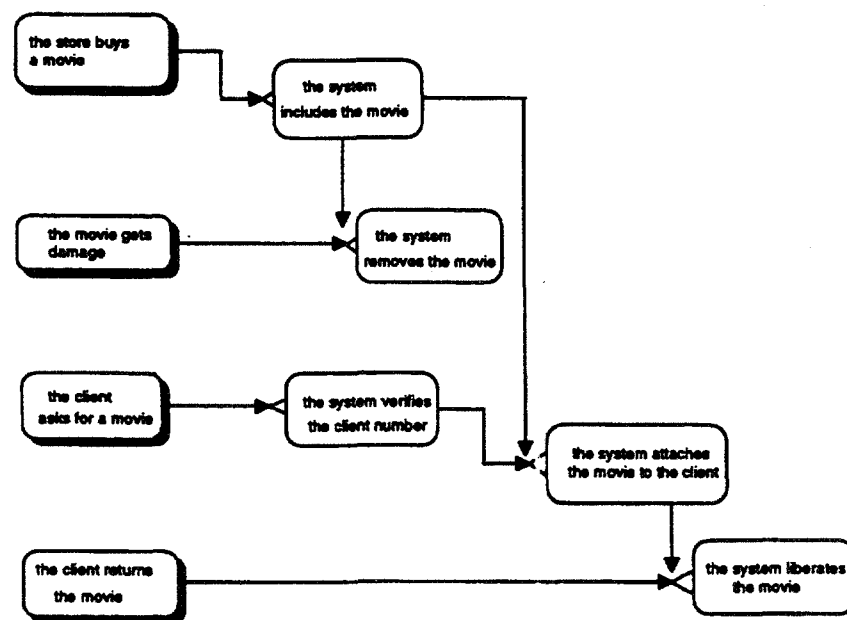 the store buys
a movie
the system
includes the movie
the movie gets
damage
the system
removes the movie
the client
asks for a movie
the system verifies
the client number
the system attaches
the movie to the client
the client returns
the movie
the system liberates
the movie